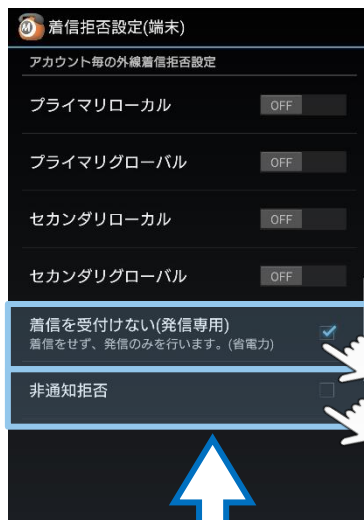 着信拒否設定(端末)
アカウント毎の外線着信拒否設定
プライマリローカル
OFF
プライマリグローバル
OFF
セカンダリローカル
OFF
セカンダリグローバル
OFF
着信を受付けない(発信専用)
着信をせず、発信のみを行います。(省電力)
非通知拒否